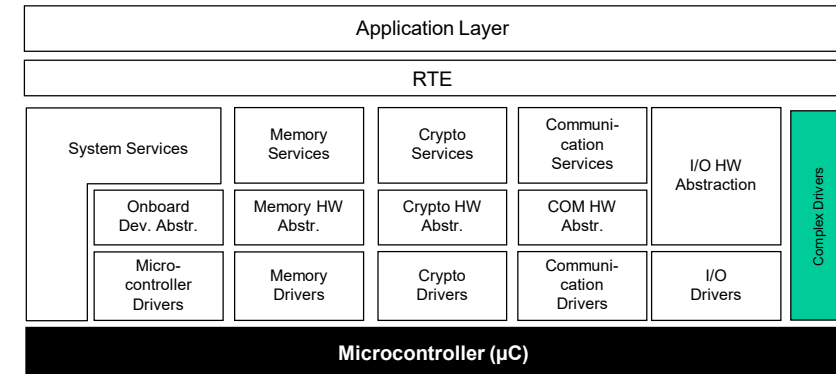 Application Layer
RTE
System Services
Memory
Services
Crypto
Services
Communi-
cation
Services
I/O HW
Abstraction
Complex Drivers
Onboard
Dev. Abstr.
Memory HW
Abstr.
Crypto HW
Abstr.
COM HW
Abstr.
Micro-
controller
Drivers
Memory
Drivers
Crypto
Drivers
Communi-
cation
Drivers
I/O
Drivers
Microcontroller (µC)